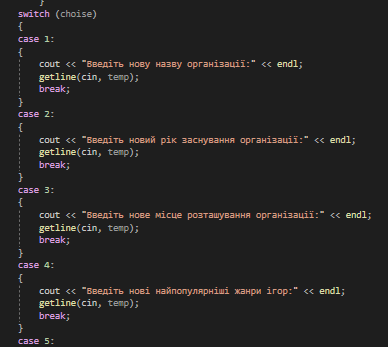 }
switch (choise)
{
case 1:
{
cout << "Введіть нову назву організації:" << endl;
getline(cin, temp);
break;
}
case 2:
{
cout << "Введіть новий рік заснування організації:" << endl;
getline(cin, temp);
break;
}
case 3:
{
cout << "Введіть нове місце розташування організації:" << endl;
getline(cin, temp);
break;
}
case 4:
{
cout << "Введіть нові найпопулярніші жанри ігор:" << endl;
getline(cin, temp);
break;
}
case 5: